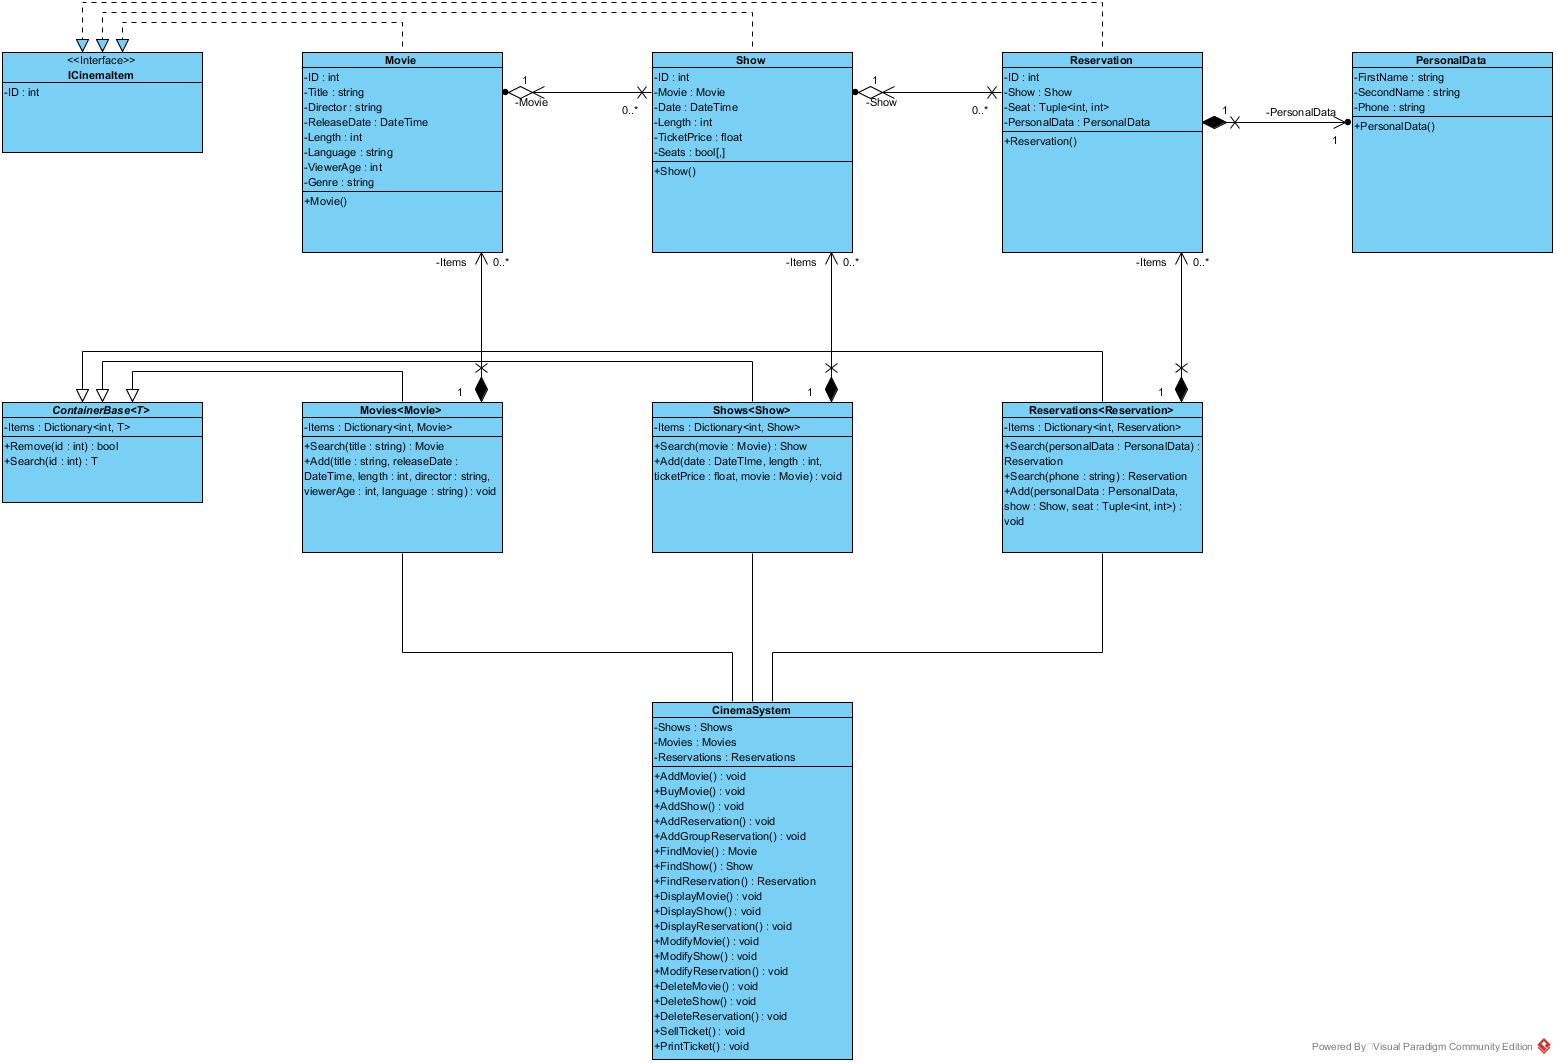 <<Interface>>
ICinemaItem
-ID : int
Movie
-ID : int
-Title : string
-Director : string
-ReleaseDate : DateTime
-Length : int
-Language : string
-ViewerAge : int
-Genre : string
+Movie()
1
-Movie
0..*
Show
-ID : int
-Movie : Movie
-Date : DateTime
-Length : int
-TicketPrice : float
-Seats : bool[,]
+Show()
1
-Show
0..*
Reservation
-ID : int
-Show : Show
-Seat : Tuple<int, int>
-PersonalData : PersonalData
+Reservation()
1
-PersonalData
1
PersonalData
-FirstName : string
-SecondName : string
-Phone : string
+PersonalData()
-Items 0..*
-Items 0..*
-Items 0..*
1
1
1
ContainerBase<T>
-Items : Dictionary<int, T>
+Remove(id : int) : bool
+Search(id : int) : T
Movies<Movie>
-Items : Dictionary<int, Movie>
+Search(title : string) : Movie
+Add(title : string, releaseDate :
DateTime, length : int, director : string,
viewerAge : int, language : string) : void
Shows<Show>
-Items : Dictionary<int, Show>
+Search(movie : Movie) : Show
+Add(date : DateTIme, length : int,
ticketPrice : float, movie : Movie) : void
Reservations<Reservation>
-Items : Dictionary<int, Reservation>
+Search(personalData : PersonalData) :
Reservation
+Search(phone : string) : Reservation
+Add(personalData : PersonalData,
show : Show, seat : Tuple<int, int>) :
void
CinemaSystem
-Shows : Shows
-Movies : Movies
-Reservations : Reservations
+AddMovie() : void
+BuyMovie() : void
+AddShow() : void
+AddReservation() : void
+AddGroupReservation() : void
+FindMovie() : Movie
+FindShow() : Show
+FindReservation() : Reservation
+DisplayMovie() : void
+DisplayShow() : void
+DisplayReservation() : void
+ModifyMovie() : void
+ModifyShow() : void
+ModifyReservation() : void
+DeleteMovie() : void
+DeleteShow() : void
+DeleteReservation() : void
+SellTicket() : void
+PrintTicket() : void
Powered By Visual Paradigm Community Edition